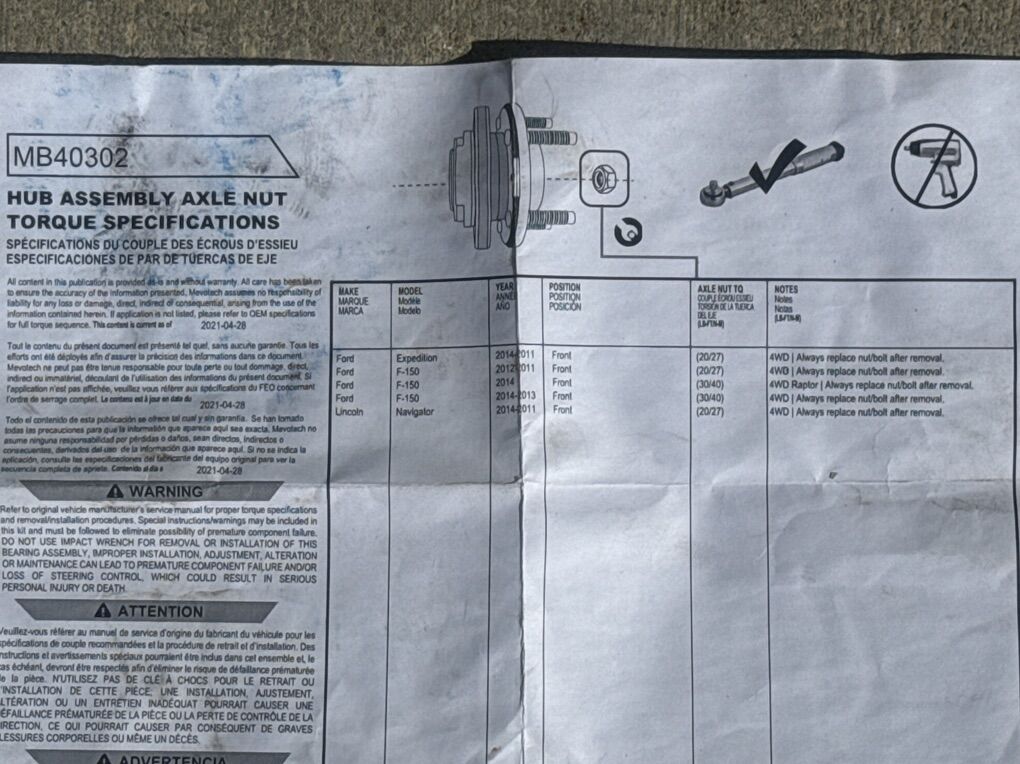 MB40302
HUB ASSEMBLY AXLE NUT
TORQUE SPECIFICATIONS
SPÉCIFICATIONS DU COUPLE DES ÉCROUS D'ESSIEU
ESPECIFICACIONES DE PAR DE TUERCAS DE EJE
All content in this publication is provided as-is and without warranty. All care has been taken
to ensure the accuracy of the information presented. Mevotech assumes no responsibility of
liability for any loss or damage, direct, indirect of consequential, arising from the use of the
information contained herein. If application is not listed, please refer to OEM specifications
for full torque sequence. This content is current as of 2021-04-28
Tout le contenu du présent document est présenté tel quel, sans aucune garantie. Tous les
efforts ont été déployés afin d'assurer la précision des informations dans ce document.
Mevotech ne peut pas être tenue responsable pour toute perte ou tout dommage, direct,
indirect ou immatériel, découlant de l'utilisation des informations du présent document. Si
l'application n'est pas affichée, veuillez vous référer aux spécifications du FEO concernant
l'ordre de serrage complet. Le contenu est à jour en date du 2021-04-28
Todo el contenido de esta publicación se ofrece tal cual y sin garantía. Se han tomado
todas las precauciones para que la información que aparece aquí sea exacta. Mevotech no
asume ninguna responsabilidad por pérdidas o daños, sean directos, indirectos o
consecuentes, derivados del uso de la información que aparece aquí. Si no se indica la
aplicación, consulte las especificaciones del fabricante del equipo original para ver la
secuencia completa de apriete. Contenido al día a 2021-04-28
WARNING
Refer to original vehicle manufacturer's service manual for proper torque specifications
and removal/installation procedures. Special instructions/warnings may be included in
this kit and must be followed to eliminate possibility of premature component failure.
DO NOT USE IMPACT WRENCH FOR REMOVAL OR INSTALLATION OF THIS
BEARING ASSEMBLY, IMPROPER INSTALLATION, ADJUSTMENT, ALTERATION
OR MAINTENANCE CAN LEAD TO PREMATURE COMPONENT FAILURE AND/OR
LOSS OF STEERING CONTROL, WHICH COULD RESULT IN SERIOUS
PERSONAL INJURY OR DEATH.
ATTENTION
Veuillez-vous référer au manuel de service d'origine du fabricant du véhicule pour les
spécifications de couple recommandées et la procédure de retrait et d'installation. Des
instructions et avertissements spéciaux pourraient être inclus dans cet ensemble et, le
cas échéant, devront être respectés afin d'éliminer le risque de défaillance prématurée
de la pièce. N'UTILISEZ PAS DE CLÉ À CHOCS POUR LE RETRAIT OU
L'INSTALLATION DE CETTE PIÈCE; UNE INSTALLATION, AJUSTEMENT,
ALTÉRATION OU UN ENTRETIEN INADÉQUAT POURRAIT CAUSER UNE
DÉFAILLANCE PRÉMATURÉE DE LA PIÈCE OU LA PERTE DE CONTRÔLE DE LA
DIRECTION, CE QUI POURRAIT CAUSER PAR CONSÉQUENT DE GRAVES
BLESSURES CORPORELLES OU MÊME UN DÉCÈS.
ADVERTENCIA
MAKE MODEL YEAR POSITION AXLE NUT TO NOTES
MARQUE Modèle ANNÉE POSITION COUPLE ÉCROU ESSIEU Notes
MARCA Modelo AÑO POSICIÓN TORSIÓN DE LA TUERCA Notas
DEL EJE
(LB-FT/N-M) (LB-FT/N-M)
Ford Expedition 2014-2011 Front (20/27) 4WD | Always replace nut/bolt after removal.
Ford F-150 2012-2011 Front (20/27) 4WD | Always replace nut/bolt after removal.
Ford F-150 2014 Front (30/40) 4WD Raptor | Always replace nut/bolt after removal.
Ford F-150 2014-2013 Front (30/40) 4WD | Always replace nut/bolt after removal.
Lincoln Navigator 2014-2011 Front (20/27) 4WD | Always replace nut/bolt after removal.